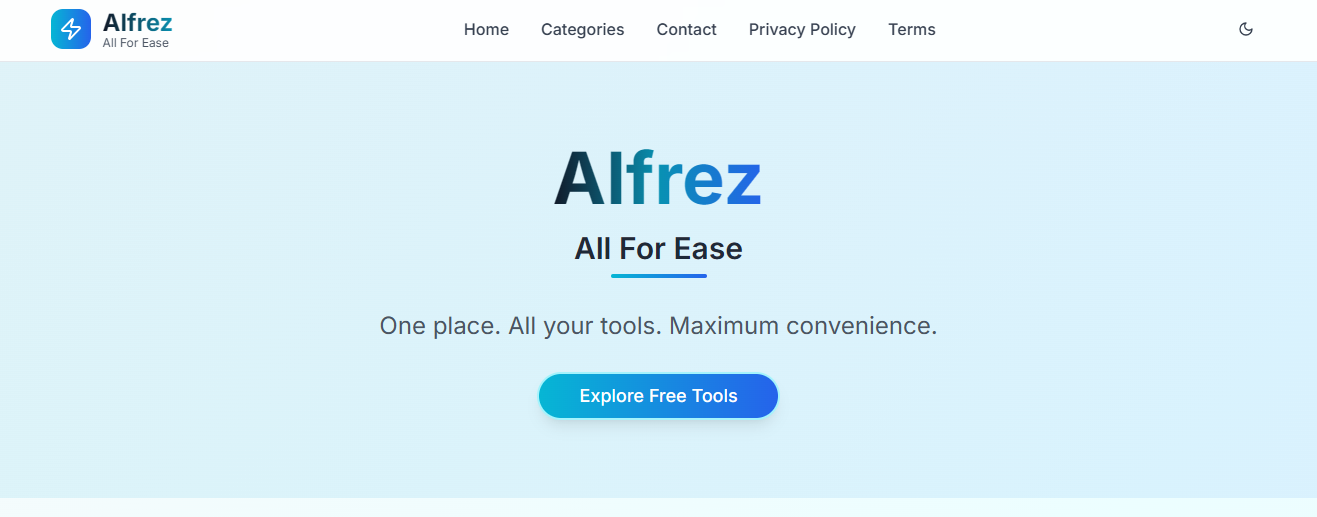 Alfrez
All For Ease
Home Categories Contact Privacy Policy Terms
Alfrez
All For Ease
One place. All your tools. Maximum convenience.
Explore Free Tools